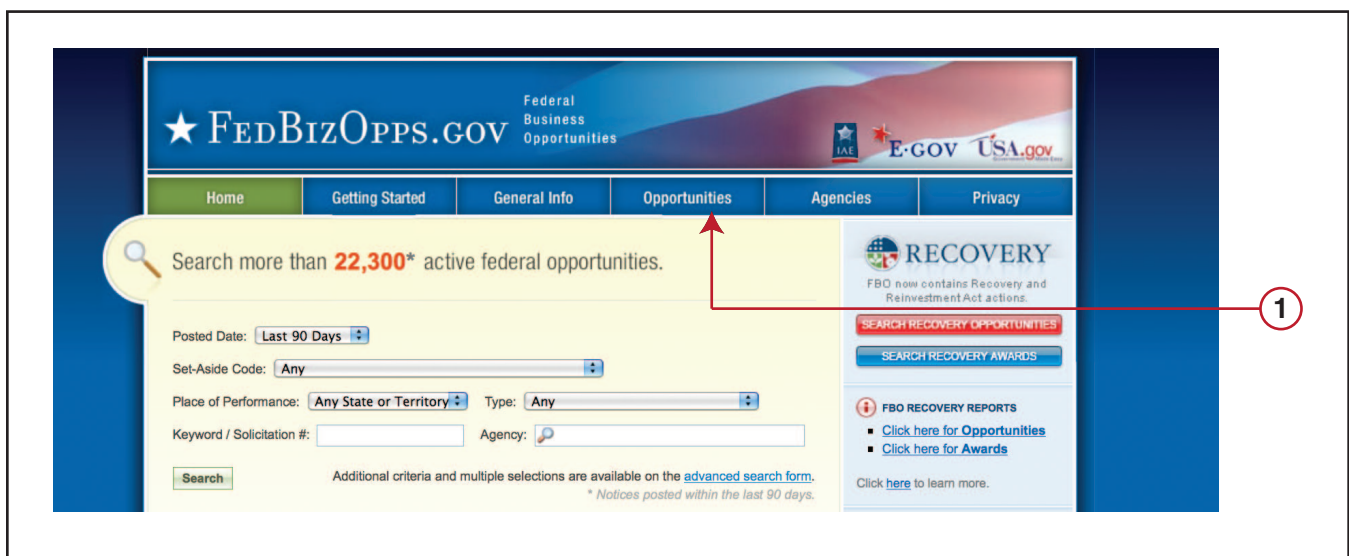 ★ FEDBIZOPPS.GOV
Federal
Business
Opportunities
IAE
E·GOV
USA.gov
Home Getting Started General Info Opportunities Agencies Privacy
Search more than 22,300* active federal opportunities.
Posted Date: Last 90 Days
Set-Aside Code: Any
Place of Performance: Any State or Territory Type: Any
Keyword / Solicitation #: Agency:
Search
Additional criteria and multiple selections are available on the advanced search form.
* Notices posted within the last 90 days.
RECOVERY
FBO now contains Recovery and
Reinvestment Act actions.
SEARCH RECOVERY OPPORTUNITIES
SEARCH RECOVERY AWARDS
FBO RECOVERY REPORTS
Click here for Opportunities
Click here for Awards
Click here to learn more.
1